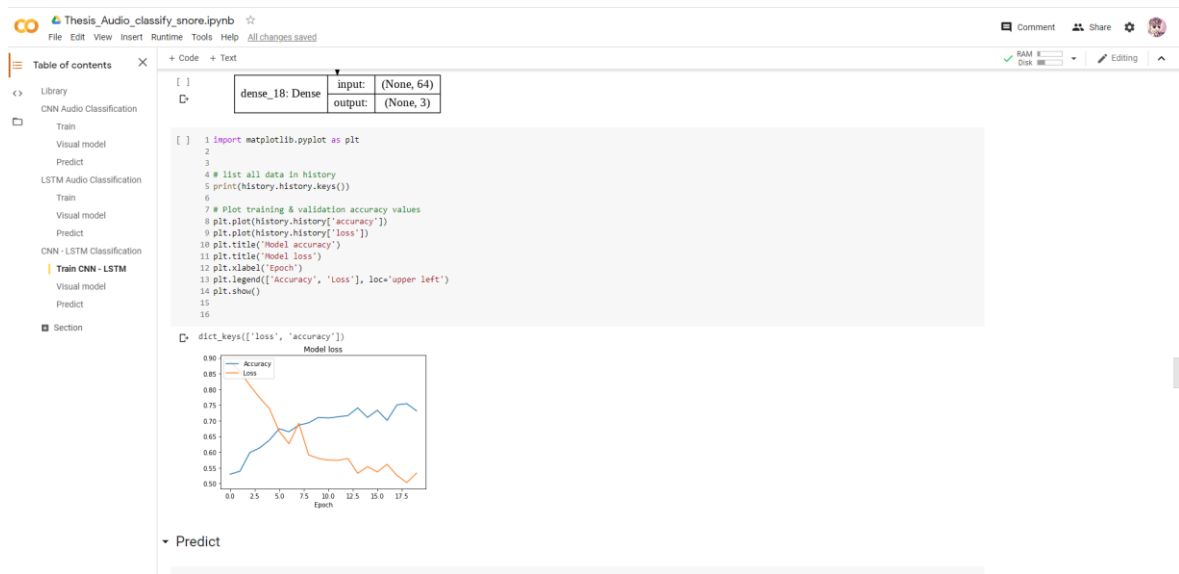 CO
Thesis_Audio_classify_snore.ipynb
File Edit View Insert Runtime Tools Help All changes saved
Comment Share
Table of contents
+ Code + Text
RAM
Disk
Editing
Library
CNN Audio Classification
Train
Visual model
Predict
LSTM Audio Classification
Train
Visual model
Predict
CNN - LSTM Classification
Train CNN - LSTM
Visual model
Predict
Section
[ ]
dense_18: Dense
input: (None, 64)
output: (None, 3)
[ ]
1 import matplotlib.pyplot as plt
2
3
4 # list all data in history
5 print(history.history.keys())
6
7 # Plot training & validation accuracy values
8 plt.plot(history.history['accuracy'])
9 plt.plot(history.history['loss'])
10 plt.title('Model accuracy')
11 plt.title('Model loss')
12 plt.xlabel('Epoch')
13 plt.legend(['Accuracy', 'Loss'], loc='upper left')
14 plt.show()
15
16
dict_keys(['loss', 'accuracy'])
Model loss
Accuracy
Loss
0.90
0.85
0.80
0.75
0.70
0.65
0.60
0.55
0.50
0.0 2.5 5.0 7.5 10.0 12.5 15.0 17.5
Epoch
Predict